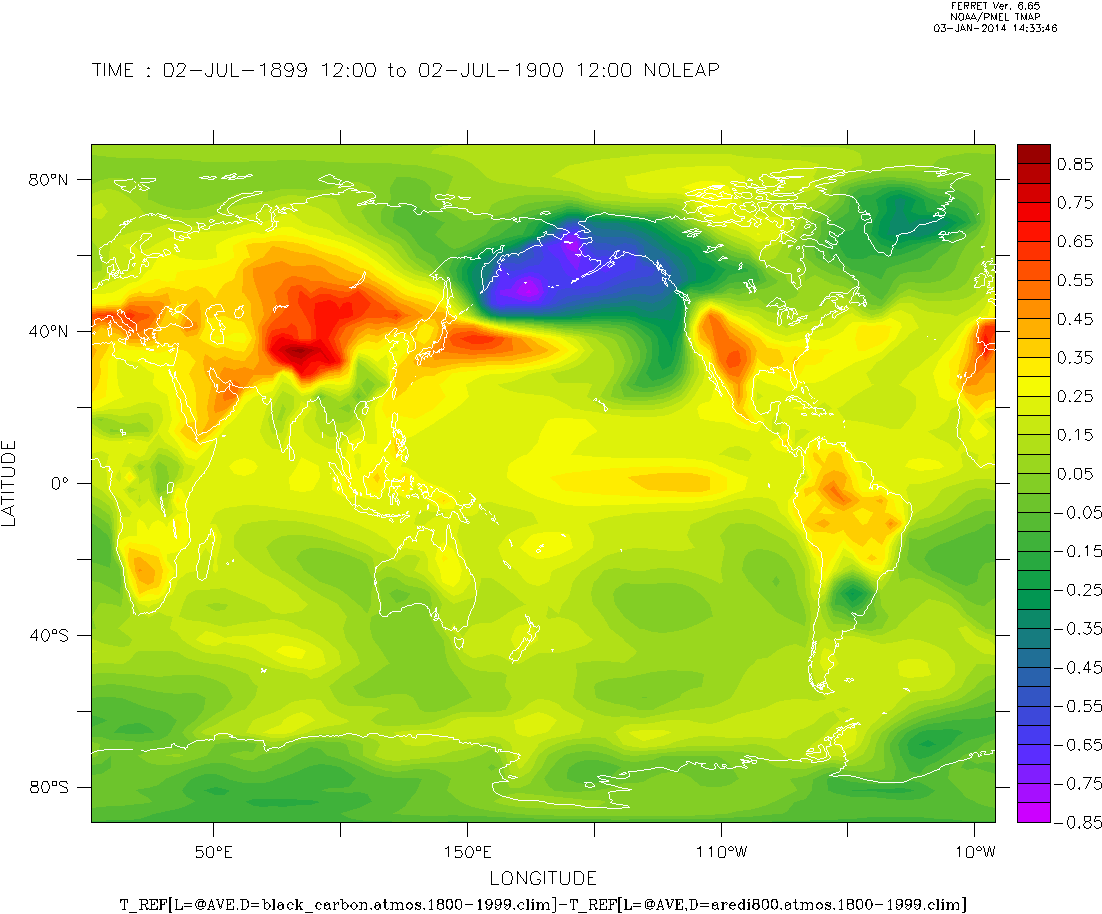 FERRET Ver. 6.65
NOAA/PMEL TMAP
03-JAN-2014 14:33:46
TIME : 02-JUL-1899 12:00 to 02-JUL-1900 12:00 NOLEAP
80°N
40°N
0°
40°S
80°S
LATITUDE
50°E 150°E 110°W 10°W
LONGITUDE
0.85
0.75
0.65
0.55
0.45
0.35
0.25
0.15
0.05
-0.05
-0.15
-0.25
-0.35
-0.45
-0.55
-0.65
-0.75
-0.85
T_REF[L=@AVE,D=black_carbon.atmos.1800-1999.clim]-T_REF[L=@AVE,D=aredi800.atmos.1800-1999.clim]